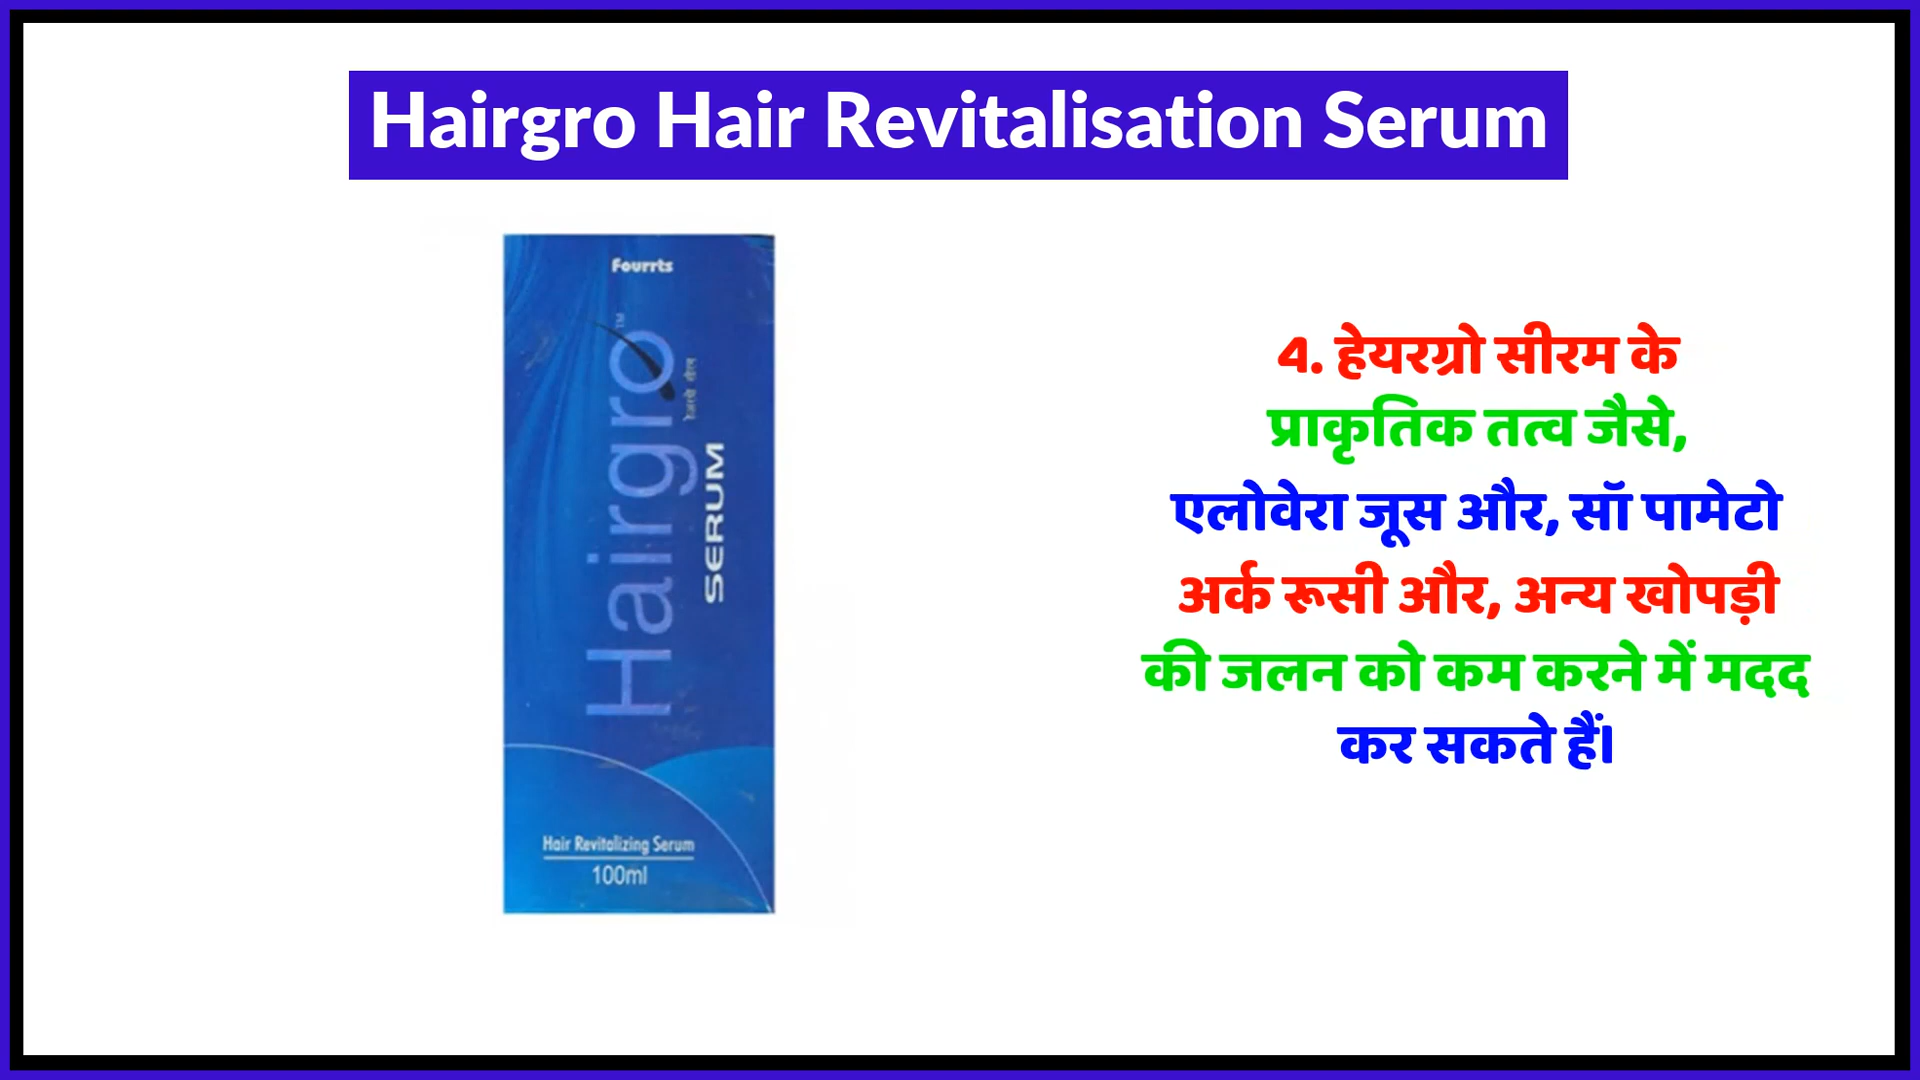 Hairgro Hair Revitalisation Serum
Fourrts
Hairgro™
SERUM
Hair Revitalizing Serum
100ml
4. हेयरग्रो सीरम के
प्राकृतिक तत्व जैसे,
एलोवेरा जूस और, सॉ पामेटो
अर्क रूसी और, अन्य खोपड़ी
की जलन को कम करने में मदद
कर सकते हैं।